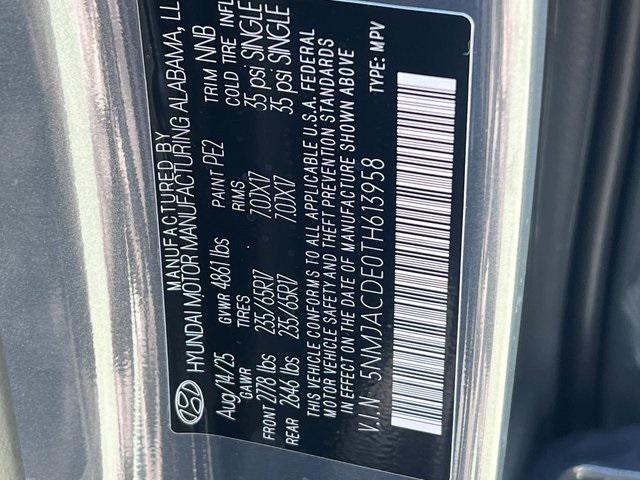 MANUFACTURED BY
HYUNDAI MOTOR MANUFACTURING ALABAMA, LL
Aug/14/25 GVWR 4861 lbs PAINT PE2 TRIM NNB
GAWR TIRES RIMS COLD TIRE INFL
FRONT 2778 lbs 235/65R17 7.0JX17 35 psi SINGLE
REAR 2646 lbs 235/65R17 7.0JX17 35 psi SINGLE
THIS VEHICLE CONFORMS TO ALL APPLICABLE U.S.A. FEDERAL
MOTOR VEHICLE SAFETY AND THEFT PREVENTION STANDARDS
IN EFFECT ON THE DATE OF MANUFACTURE SHOWN ABOVE
V.I.N 5NMJACDE0TH613958 TYPE: MPV